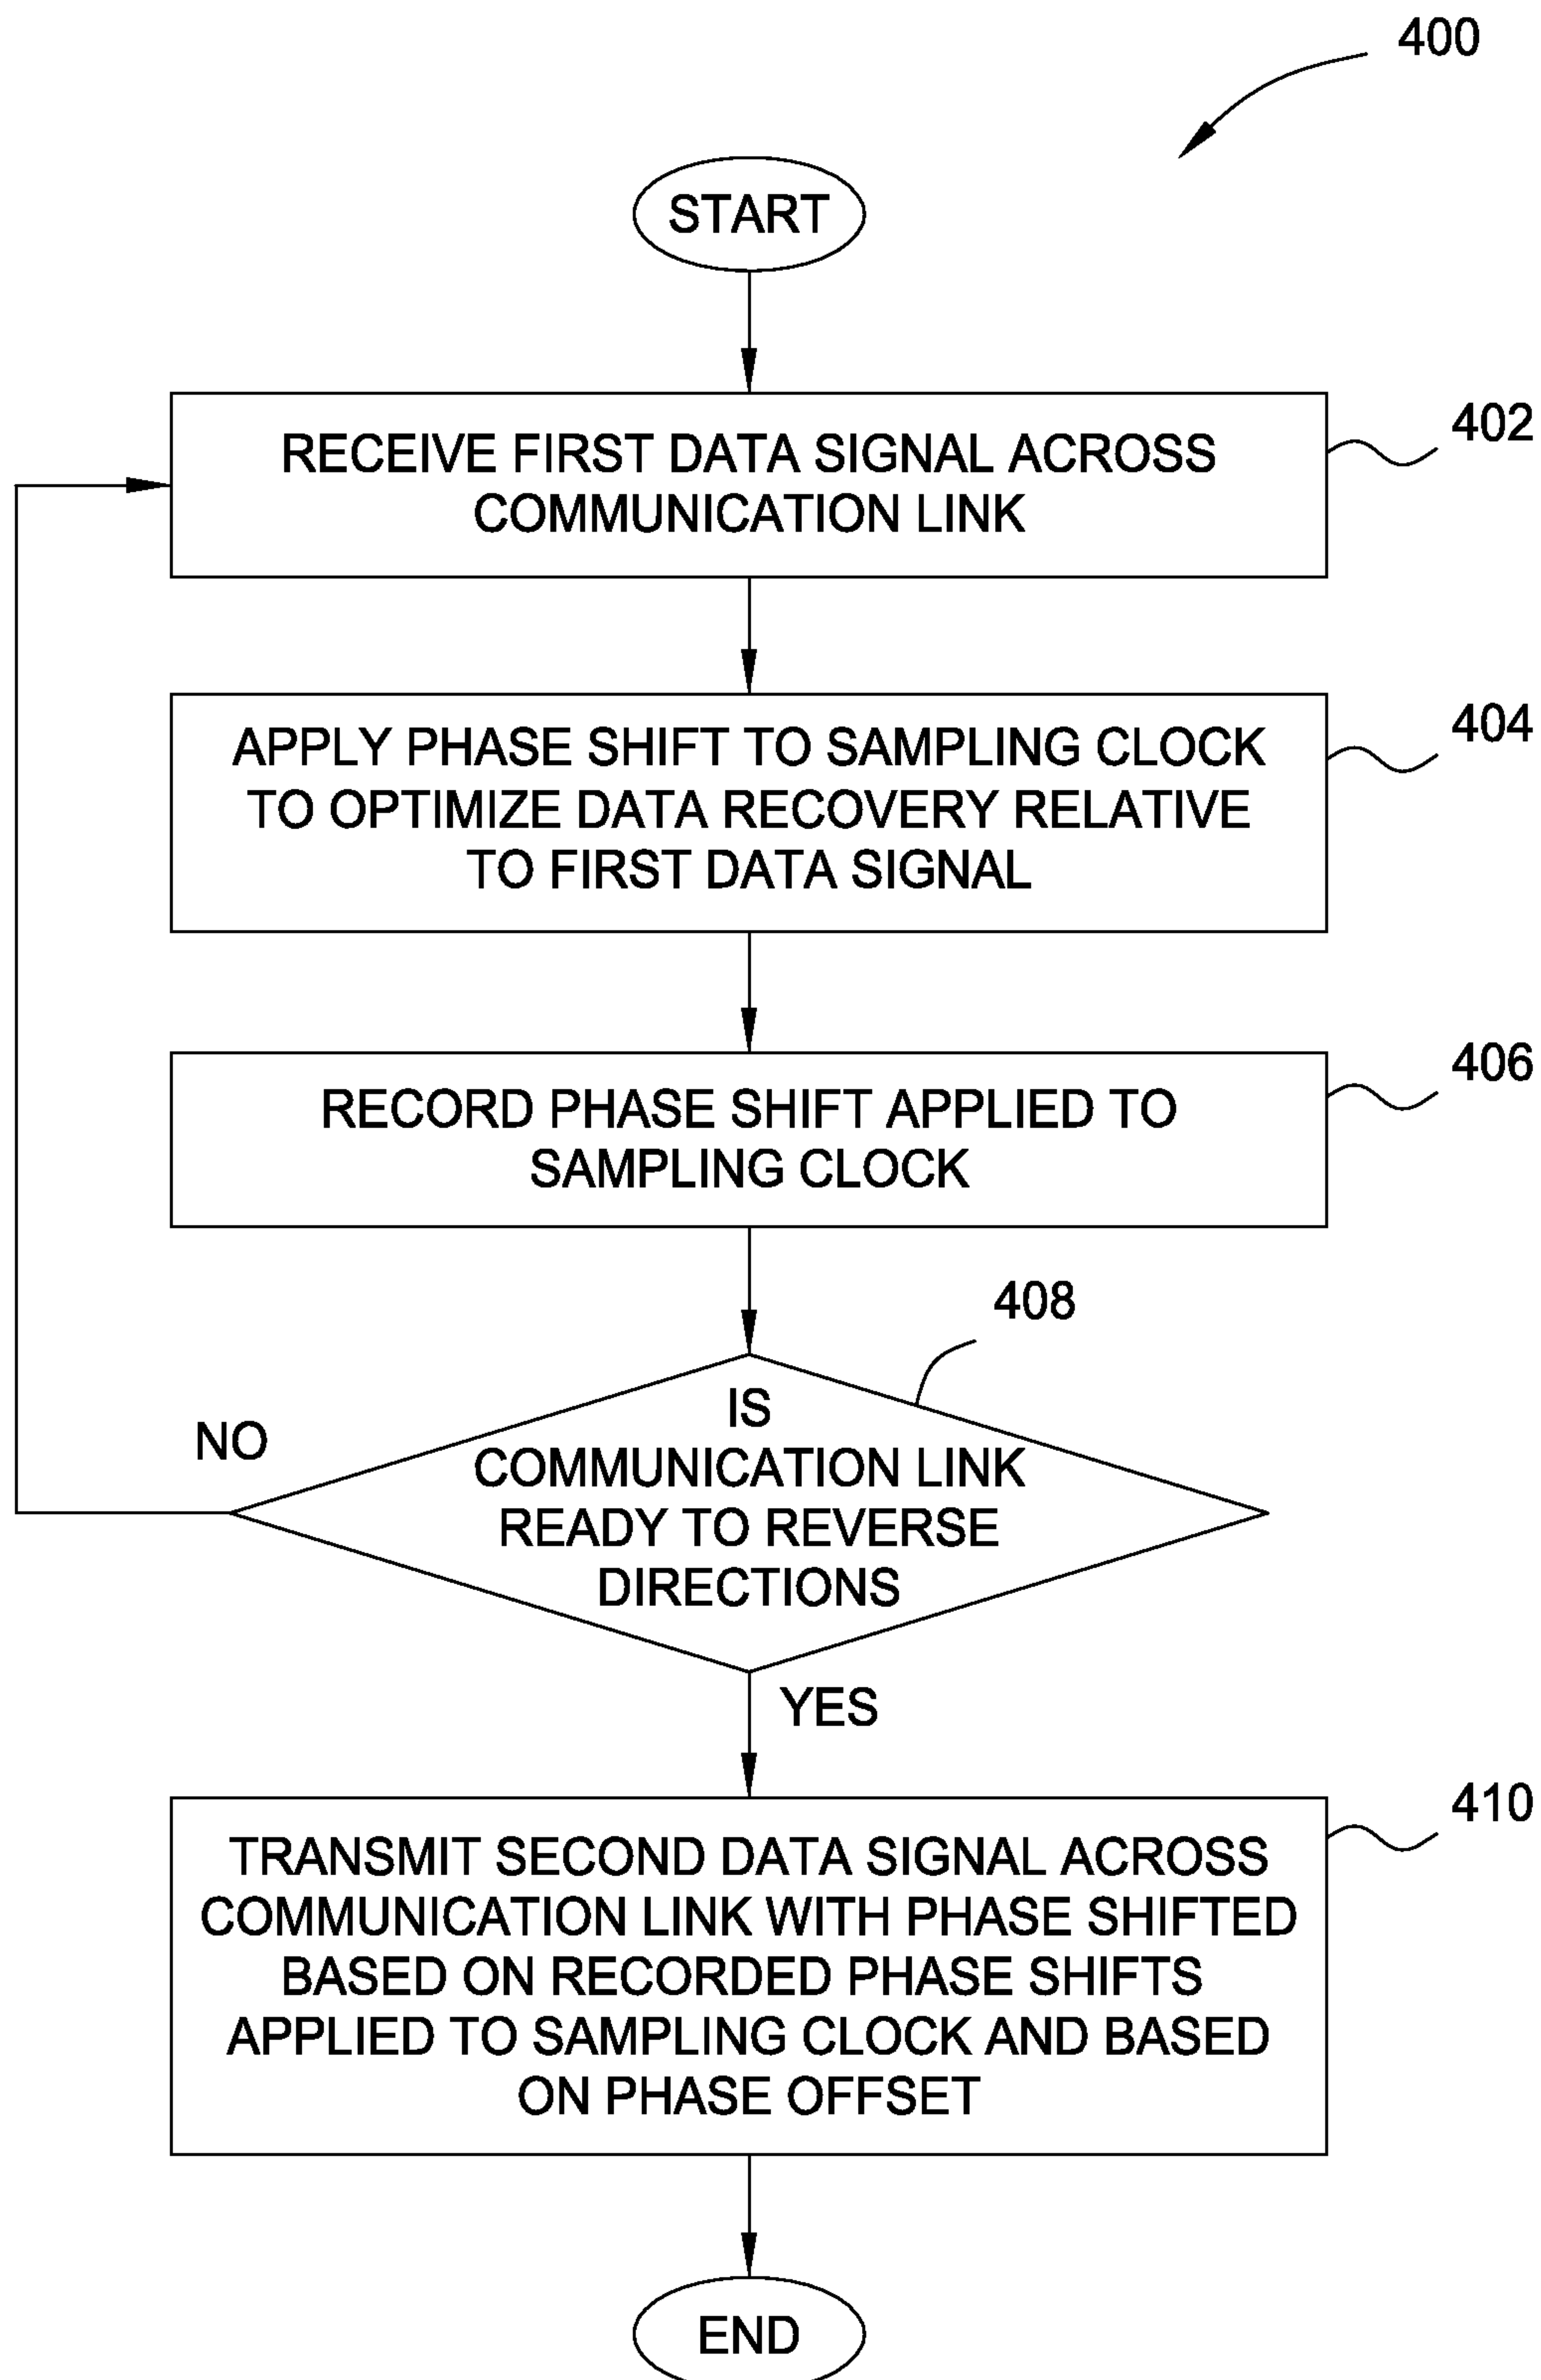 400
START
RECEIVE FIRST DATA SIGNAL ACROSS
COMMUNICATION LINK
402
APPLY PHASE SHIFT TO SAMPLING CLOCK
TO OPTIMIZE DATA RECOVERY RELATIVE
TO FIRST DATA SIGNAL
404
RECORD PHASE SHIFT APPLIED TO
SAMPLING CLOCK
406
408
IS
COMMUNICATION LINK
READY TO REVERSE
DIRECTIONS
NO
YES
TRANSMIT SECOND DATA SIGNAL ACROSS
COMMUNICATION LINK WITH PHASE SHIFTED
BASED ON RECORDED PHASE SHIFTS
APPLIED TO SAMPLING CLOCK AND BASED
ON PHASE OFFSET
410
END